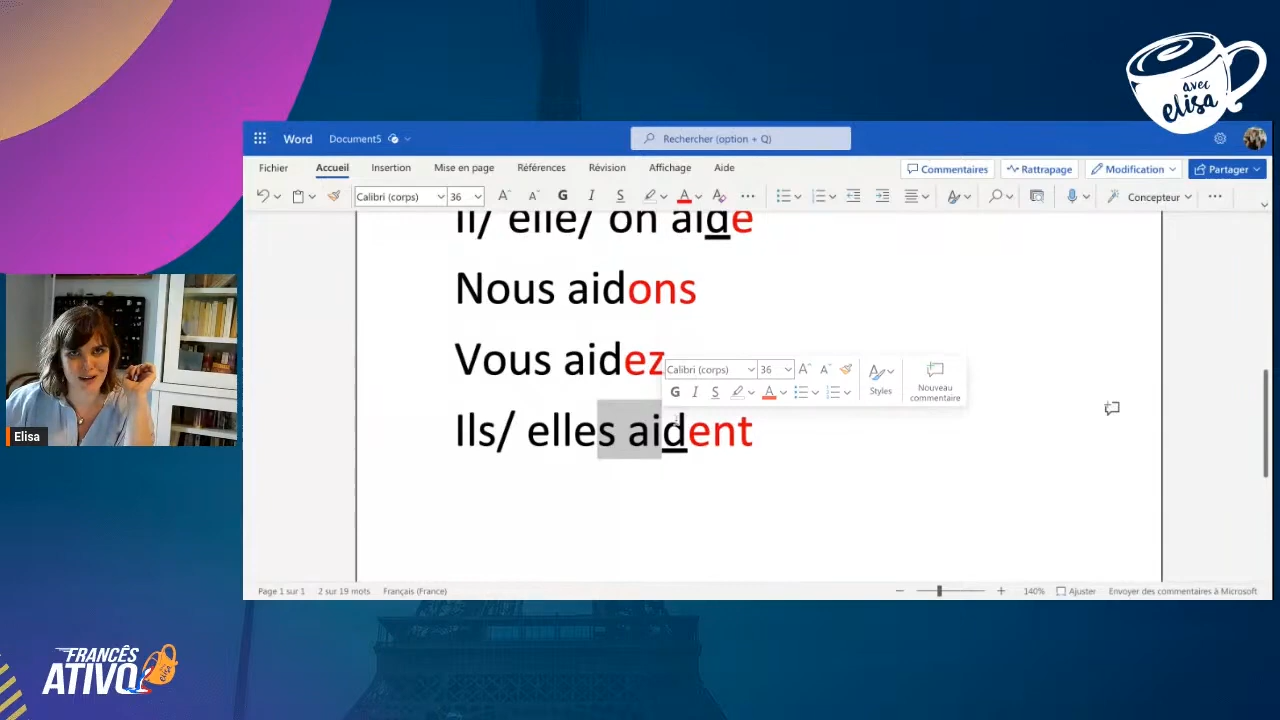 avec
elisa
Word Document5 Rechercher (option + Q)
Fichier Accueil Insertion Mise en page Références Révision Affichage Aide Commentaires Rattrapage Modification Partager
Calibri (corps) 36 G I S Concepteur
Il/ elle/ on aide
Nous aidons
Vous aidez
Calibri (corps) 36
G I S Styles Nouveau commentaire
Ils/ elles aident
Elisa
Page 1 sur 1 2 sur 19 mots Français (France) 140% Ajuster Envoyer des commentaires à Microsoft
FRANCÊS
ATIVO
elisa